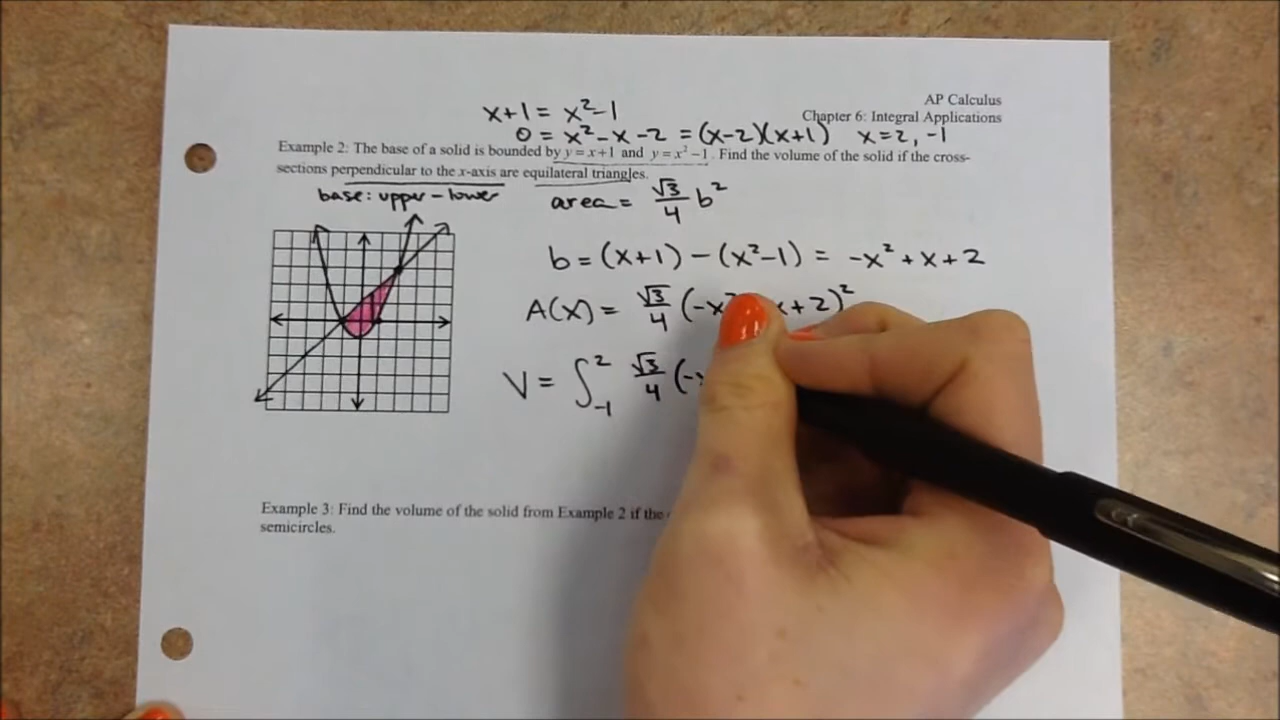 AP Calculus
x+1 = x²-1
Chapter 6: Integral Applications
0 = x²-x-2 = (x-2)(x+1) x=2, -1
Example 2: The base of a solid is bounded by y = x+1 and y = x² -1. Find the volume of the solid if the cross-
sections perpendicular to the x-axis are equilateral triangles.
base: upper-lower
area = √3/4 b²
b = (x+1) - (x²-1) = -x²+x+2
A(x) = √3/4 (-x² x+2)²
V = ∫₋₁² √3/4 (-x
Example 3: Find the volume of the solid from Example 2 if the
semicircles.